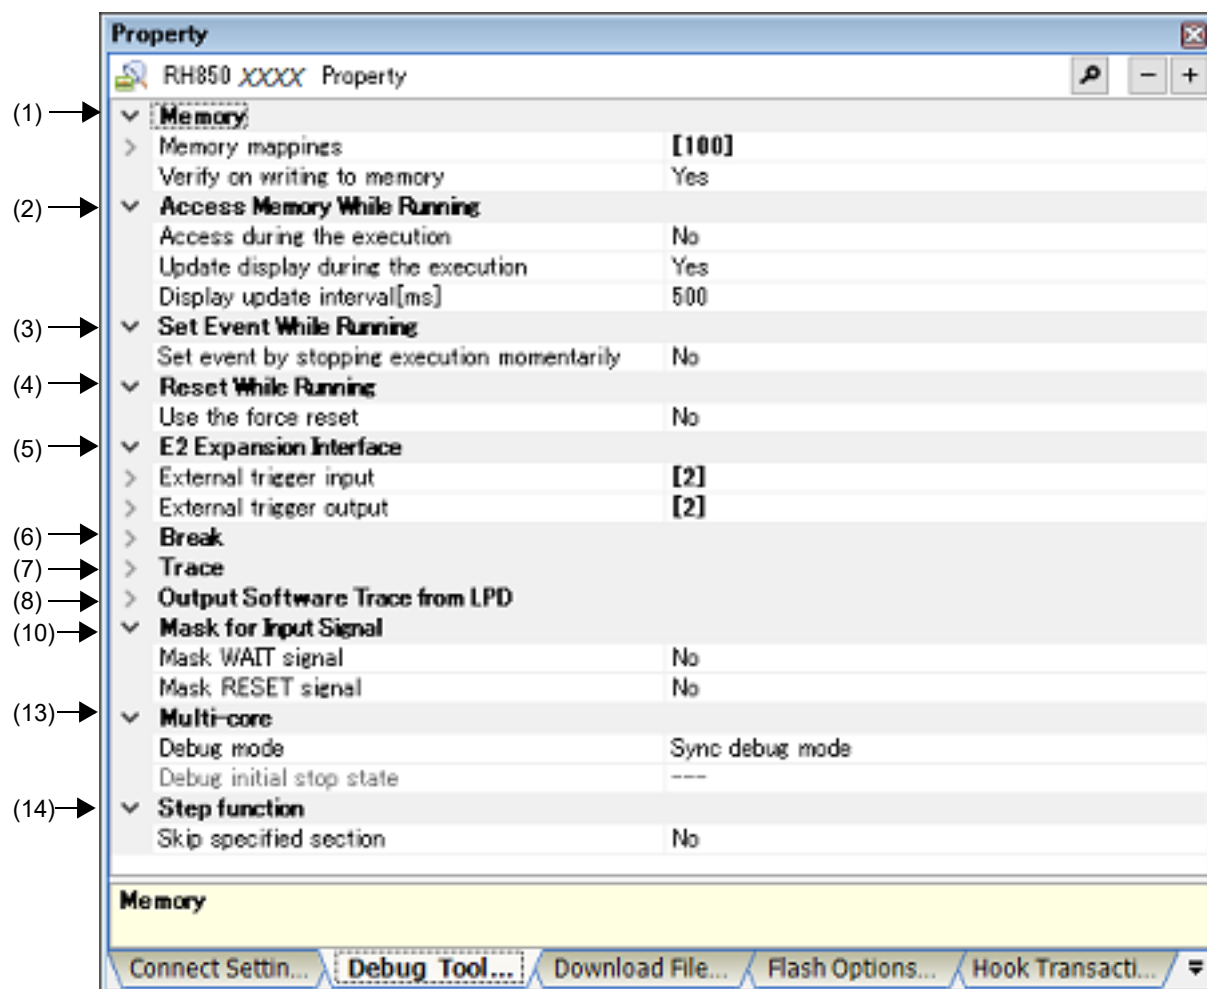 Property
RH850 XXXX Property
(1) Memory
Memory mappings [100]
Verify on writing to memory Yes
(2) Access Memory While Running
Access during the execution No
Update display during the execution Yes
Display update interval[ms] 500
(3) Set Event While Running
Set event by stopping execution momentarily No
(4) Reset While Running
Use the force reset No
(5) E2 Expansion Interface
External trigger input [2]
External trigger output [2]
(6) Break
(7) Trace
(8) Output Software Trace from LPD
(10) Mask for Input Signal
Mask WAIT signal No
Mask RESET signal No
(13) Multi-core
Debug mode Sync debug mode
Debug initial stop state ---
(14) Step function
Skip specified section No
Memory
Connect Settin... Debug Tool... Download File... Flash Options... Hook Transacti...